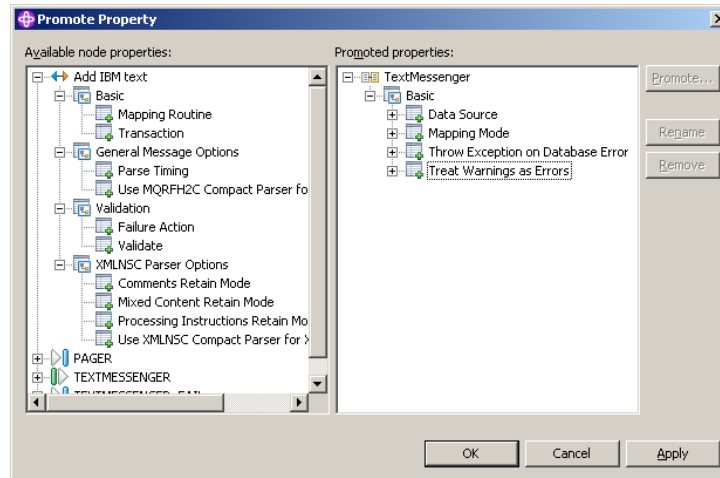 Promote Property
Available node properties:
Add IBM text
Basic
Mapping Routine
Transaction
General Message Options
Parse Timing
Use MQRFH2C Compact Parser fo
Validation
Failure Action
Validate
XMLNSC Parser Options
Comments Retain Mode
Mixed Content Retain Mode
Processing Instructions Retain Mo
Use XMLNSC Compact Parser for
PAGER
TEXTMESSENGER
Promoted properties:
TextMessenger
Basic
Data Source
Mapping Mode
Throw Exception on Database Error
Treat Warnings as Errors
Promote...
Rename
Remove
OK
Cancel
Apply